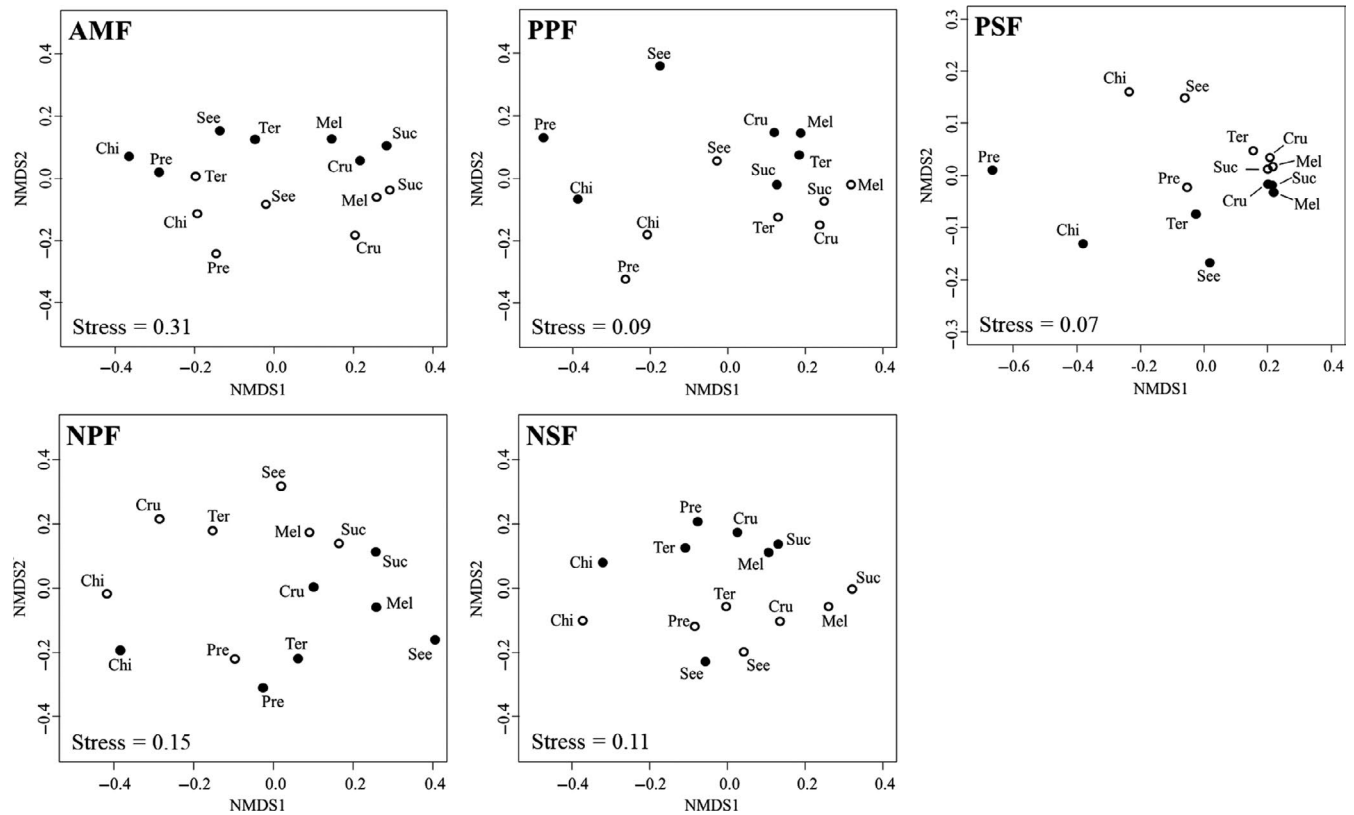 AMF
0.4
0.2
0.0
−0.2
−0.4
NMDS2
See
Ter
Mel
Suc
Chi
Pre
Cru
Ter
See
Mel
Suc
Chi
Pre
Cru
Stress = 0.31
−0.4 −0.2 0.0 0.2 0.4
NMDS1
PPF
0.4
0.2
0.0
−0.2
−0.4
NMDS2
See
Pre
Cru
Mel
See
Ter
Suc
Chi
Suc
Mel
Chi
Ter
Cru
Pre
Stress = 0.09
−0.4 −0.2 0.0 0.2 0.4
NMDS1
PSF
0.3
0.2
0.1
0.0
−0.1
−0.2
−0.3
NMDS2
Chi
See
Ter
Cru
Mel
Suc
Pre
Pre
Suc
Cru
Mel
Ter
Chi
See
Stress = 0.07
−0.6 −0.4 −0.2 0.0 0.2 0.4
NMDS1
NPF
0.4
0.2
0.0
−0.2
−0.4
NMDS2
See
Cru
Ter
Mel
Suc
Suc
Chi
Cru
Mel
Chi
Pre
Ter
See
Pre
Stress = 0.15
−0.4 −0.2 0.0 0.2 0.4
NMDS1
NSF
0.4
0.2
0.0
−0.2
−0.4
NMDS2
Pre
Cru
Ter
Suc
Mel
Chi
Suc
Ter
Chi
Pre
Cru
Mel
See
See
Stress = 0.11
−0.4 −0.2 0.0 0.2 0.4
NMDS1